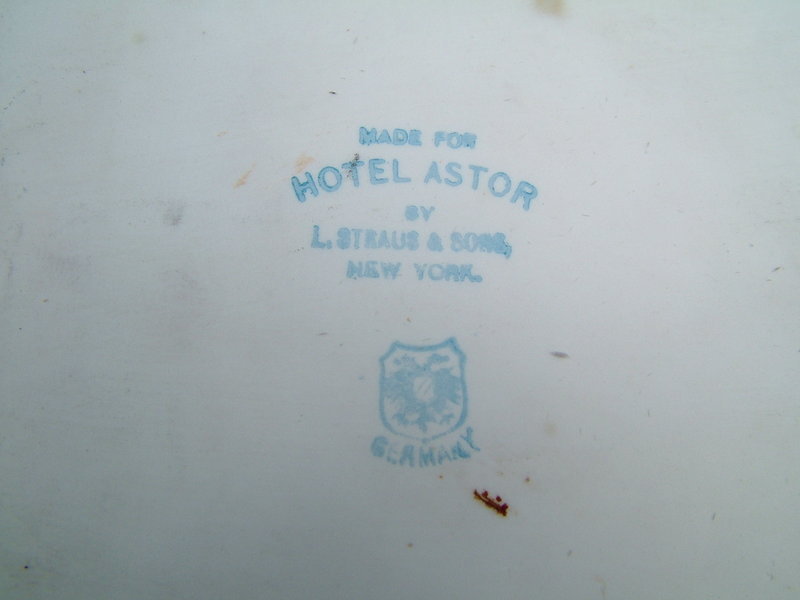 MADE FOR
HOTEL ASTOR
BY
L. STRAUS & SONS,
NEW YORK.
GERMANY